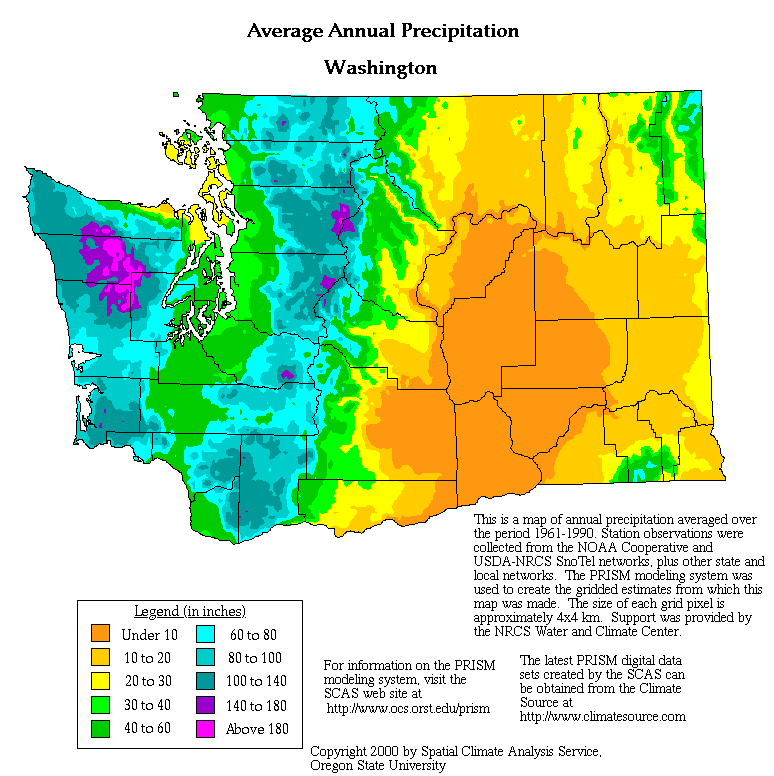 Average Annual Precipitation
Washington
This is a map of annual precipitation averaged over
the period 1961-1990. Station observations were
collected from the NOAA Cooperative and
USDA-NRCS SnoTel networks, plus other state and
local networks. The PRISM modeling system was
used to create the gridded estimates from which this
map was made. The size of each grid pixel is
approximately 4x4 km. Support was provided by
the NRCS Water and Climate Center.
Legend (in inches)
Under 10
10 to 20
20 to 30
30 to 40
40 to 60
60 to 80
80 to 100
100 to 140
140 to 180
Above 180
For information on the PRISM
modeling system, visit the
SCAS web site at
http://www.ocs.orst.edu/prism
The latest PRISM digital data
sets created by the SCAS can
be obtained from the Climate
Source at
http://www.climatesource.com
Copyright 2000 by Spatial Climate Analysis Service,
Oregon State University